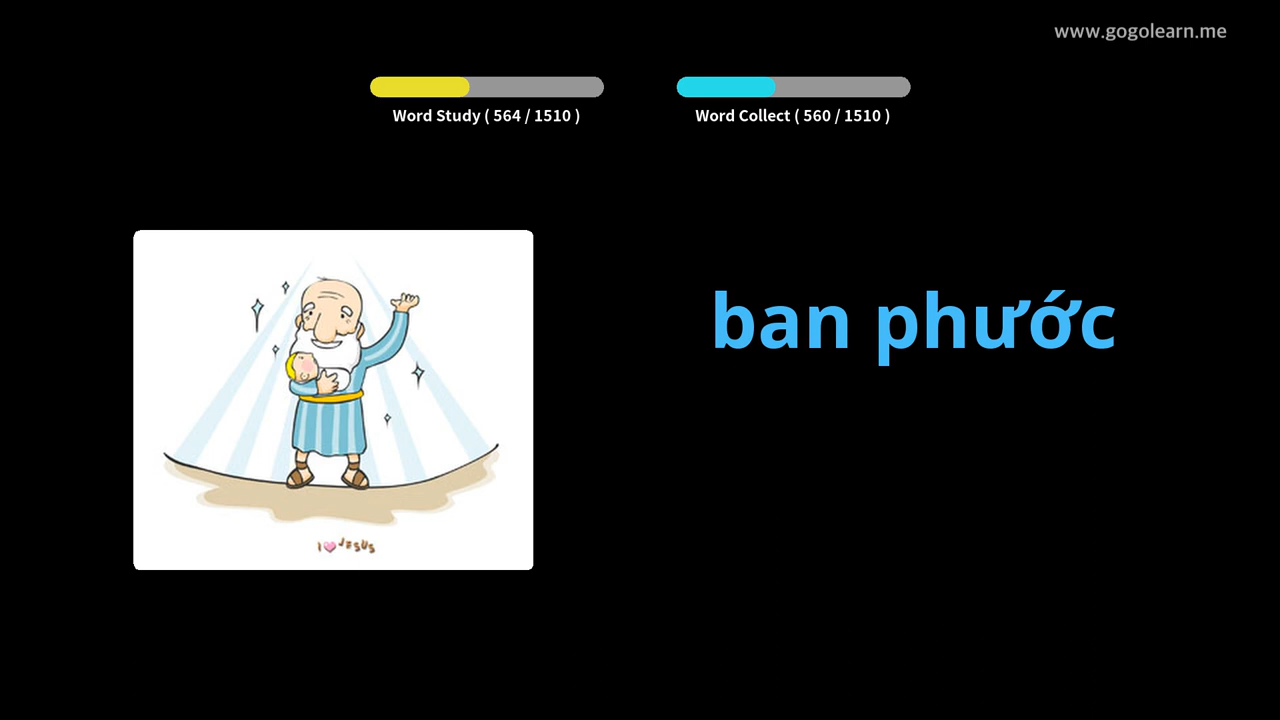 www.gogolearn.me
Word Study ( 564 / 1510 )
Word Collect ( 560 / 1510 )
ban phước
I JESUS